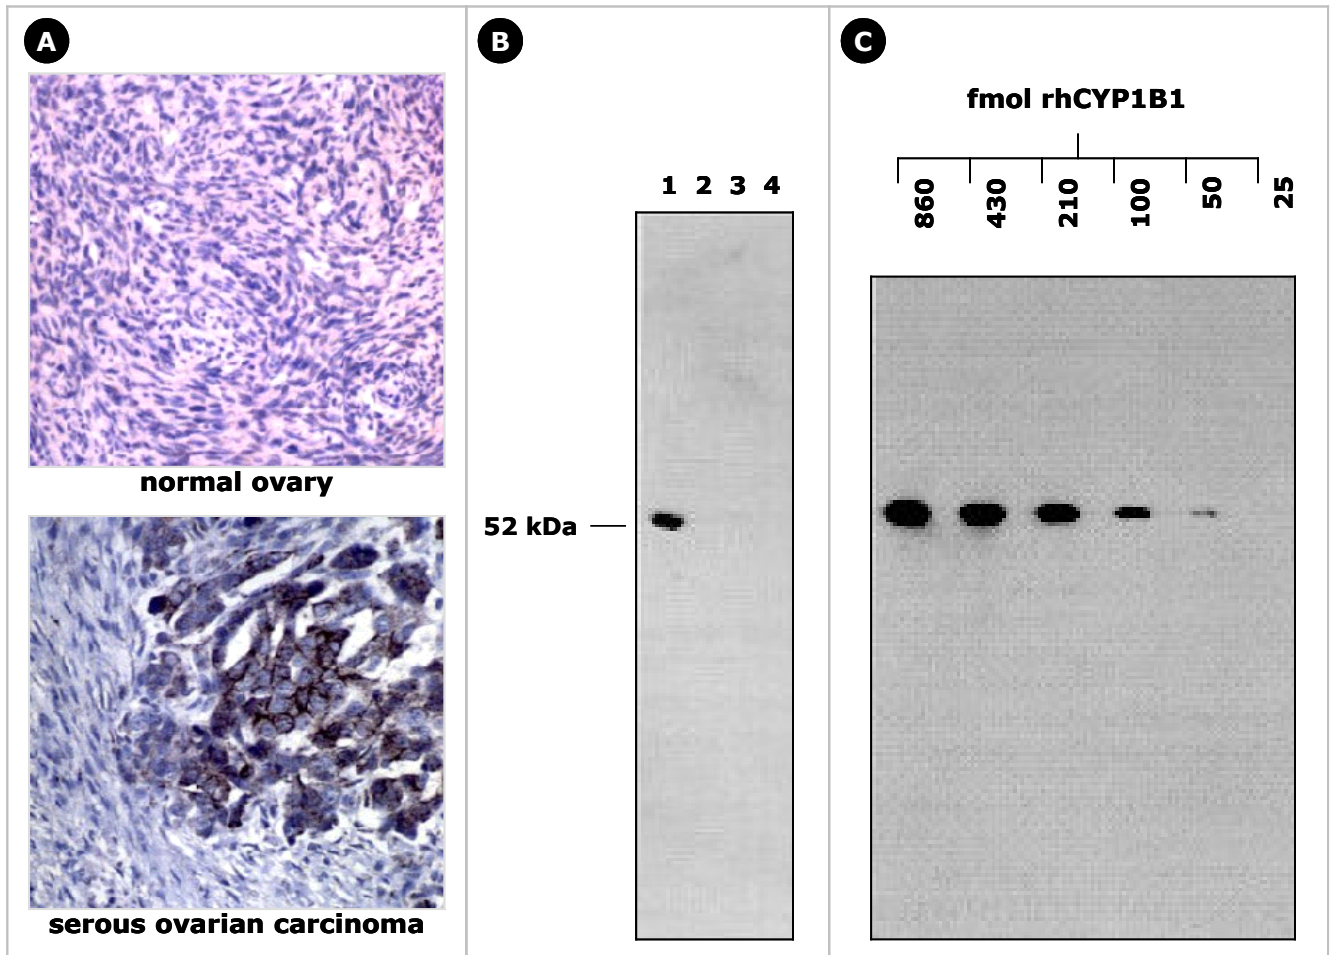 A
normal ovary
serous ovarian carcinoma
B
1 2 3 4
52 kDa
C
fmol rhCYP1B1
860 430 210 100 50 25